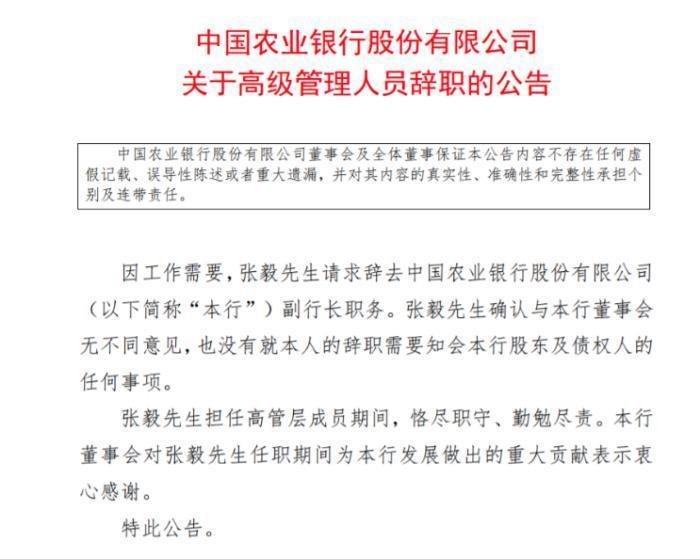 中国农业银行股份有限公司
关于高级管理人员辞职的公告
中国农业银行股份有限公司董事会及全体董事保证本公告内容不存在任何虚
假记载、误导性陈述或者重大遗漏，并对其内容的真实性、准确性和完整性承担个
别及连带责任。
因工作需要，张毅先生请求辞去中国农业银行股份有限公司
（以下简称“本行”）副行长职务。张毅先生确认与本行董事会
无不同意见，也没有就本人的辞职需要知会本行股东及债权人的
任何事项。
张毅先生担任高管层成员期间，恪尽职守、勤勉尽责。本行
董事会对张毅先生任职期间为本行发展做出的重大贡献表示衷
心感谢。
特此公告。